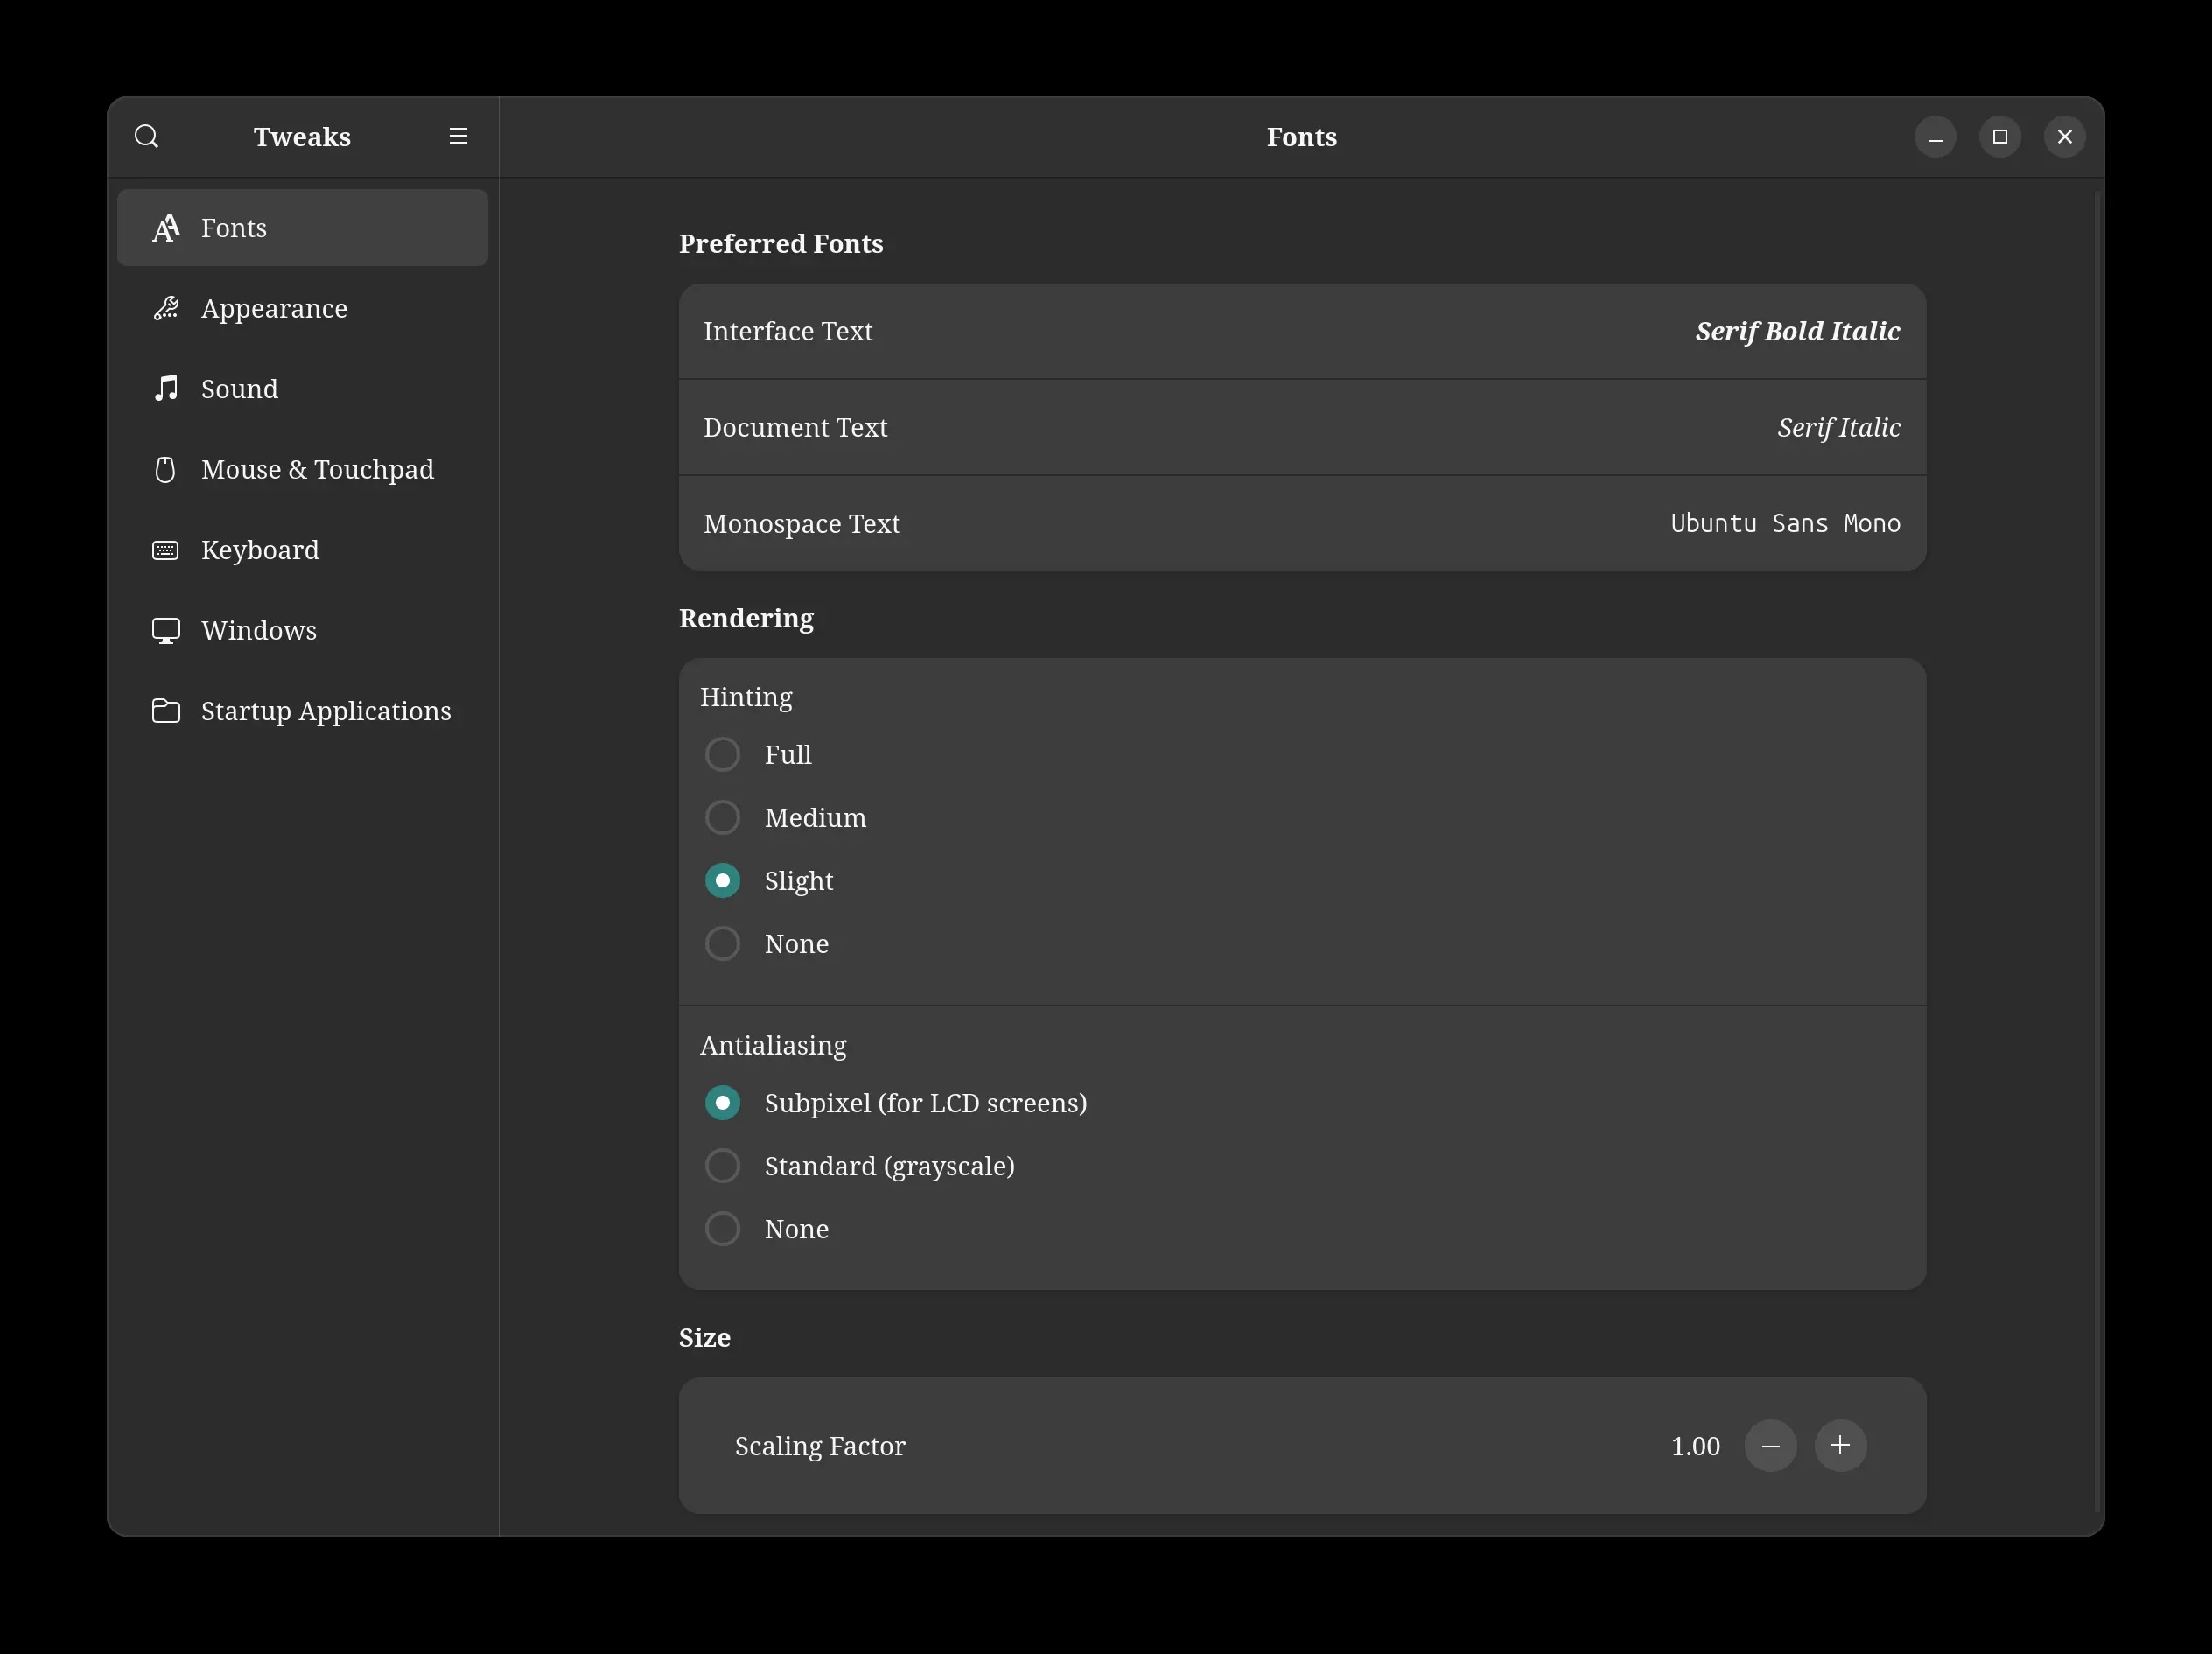 Tweaks
Fonts
Fonts
Appearance
Sound
Mouse & Touchpad
Keyboard
Windows
Startup Applications
Preferred Fonts
Interface Text Serif Bold Italic
Document Text Serif Italic
Monospace Text Ubuntu Sans Mono
Rendering
Hinting
Full
Medium
Slight
None
Antialiasing
Subpixel (for LCD screens)
Standard (grayscale)
None
Size
Scaling Factor 1.00